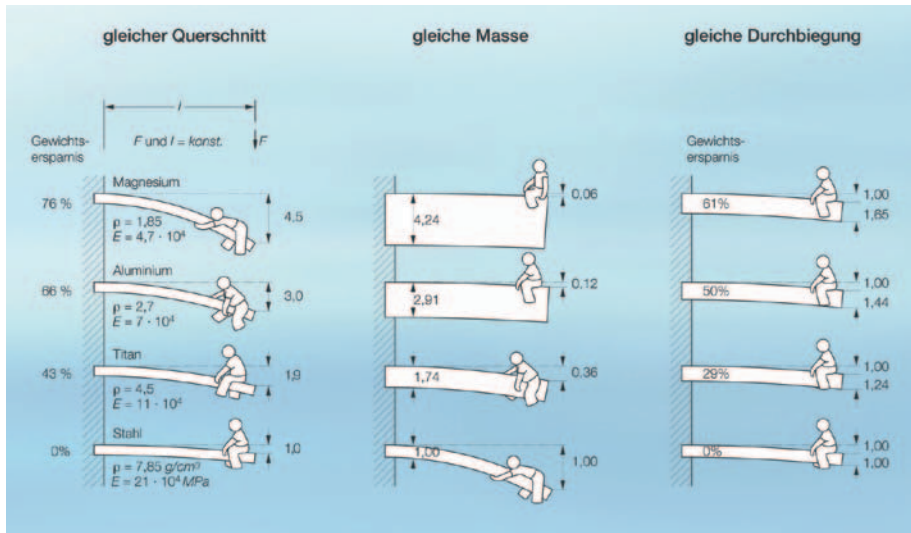 gleicher Querschnitt
gleiche Masse
gleiche Durchbiegung
l
Gewichts-
ersparnis
F und l = konst.
F
Gewichts-
ersparnis
Magnesium
76 %
ρ = 1,85
E = 4,7 · 10⁴
4,5
4,24
0,06
61%
1,00
1,65
Aluminium
66 %
ρ = 2,7
E = 7 · 10⁴
3,0
2,91
0,12
50%
1,00
1,44
Titan
43 %
ρ = 4,5
E = 11 · 10⁴
1,9
1,74
0,36
29%
1,00
1,24
Stahl
0%
ρ = 7,85 g/cm³
E = 21 · 10⁴ MPa
1,0
1,00
1,00
0%
1,00
1,00